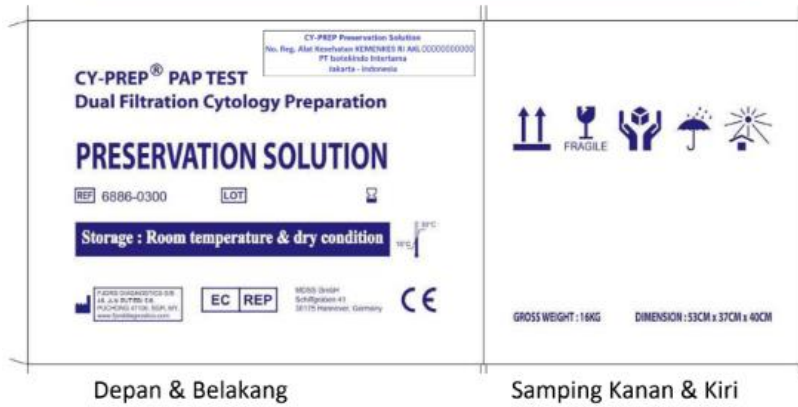 CY-PREP Preservation Solution
No. Reg. Alat Kesehatan KEMENKES RI AKL 00000000000
PT Isotekindo Intertama
Jakarta - Indonesia
CY-PREP® PAP TEST
Dual Filtration Cytology Preparation
PRESERVATION SOLUTION
REF 6886-0300 LOT
Storage : Room temperature & dry condition
30°C
EC REP
MDSS GmbH
Schiffgraben 41
30175 Hannover, Germany
CE
FRAGILE
GROSS WEIGHT : 16KG
DIMENSION : 53CM x 37CM x 40CM
Depan & Belakang
Samping Kanan & Kiri